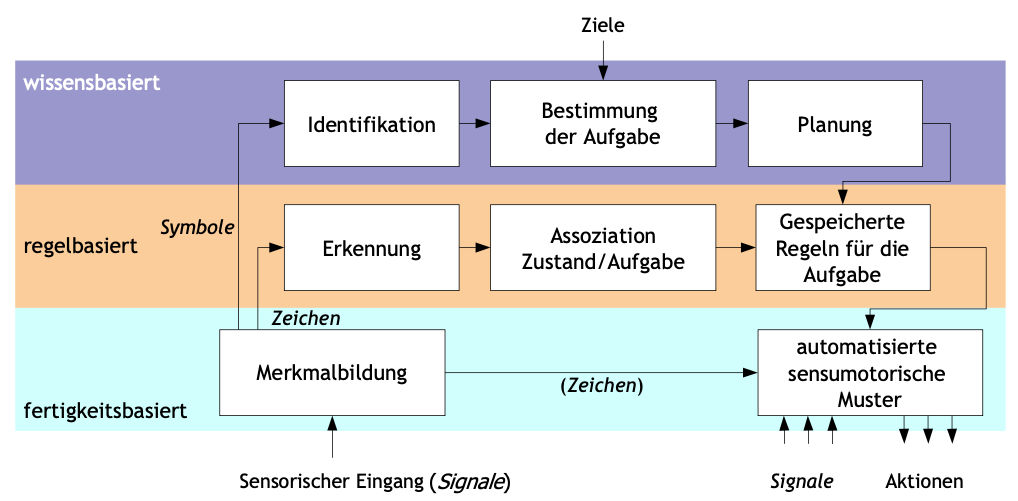 Ziele
wissensbasiert
Identifikation
Bestimmung
der Aufgabe
Planung
Symbole
regelbasiert
Erkennung
Assoziation
Zustand/Aufgabe
Gespeicherte
Regeln für die
Aufgabe
Zeichen
fertigkeitsbasiert
Merkmalbildung
(Zeichen)
automatisierte
sensumotorische
Muster
Sensorischer Eingang (Signale)
Signale
Aktionen